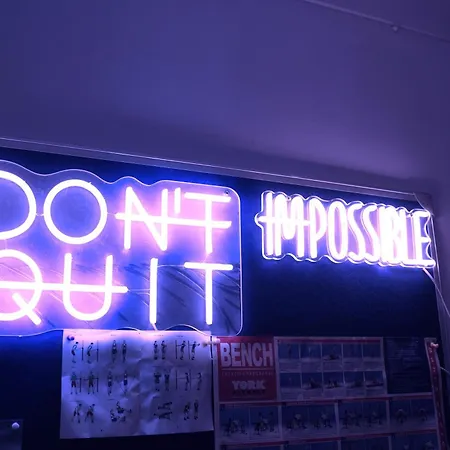 DON'T
IMPOSSIBLE
QUIT
BENCH
YORK